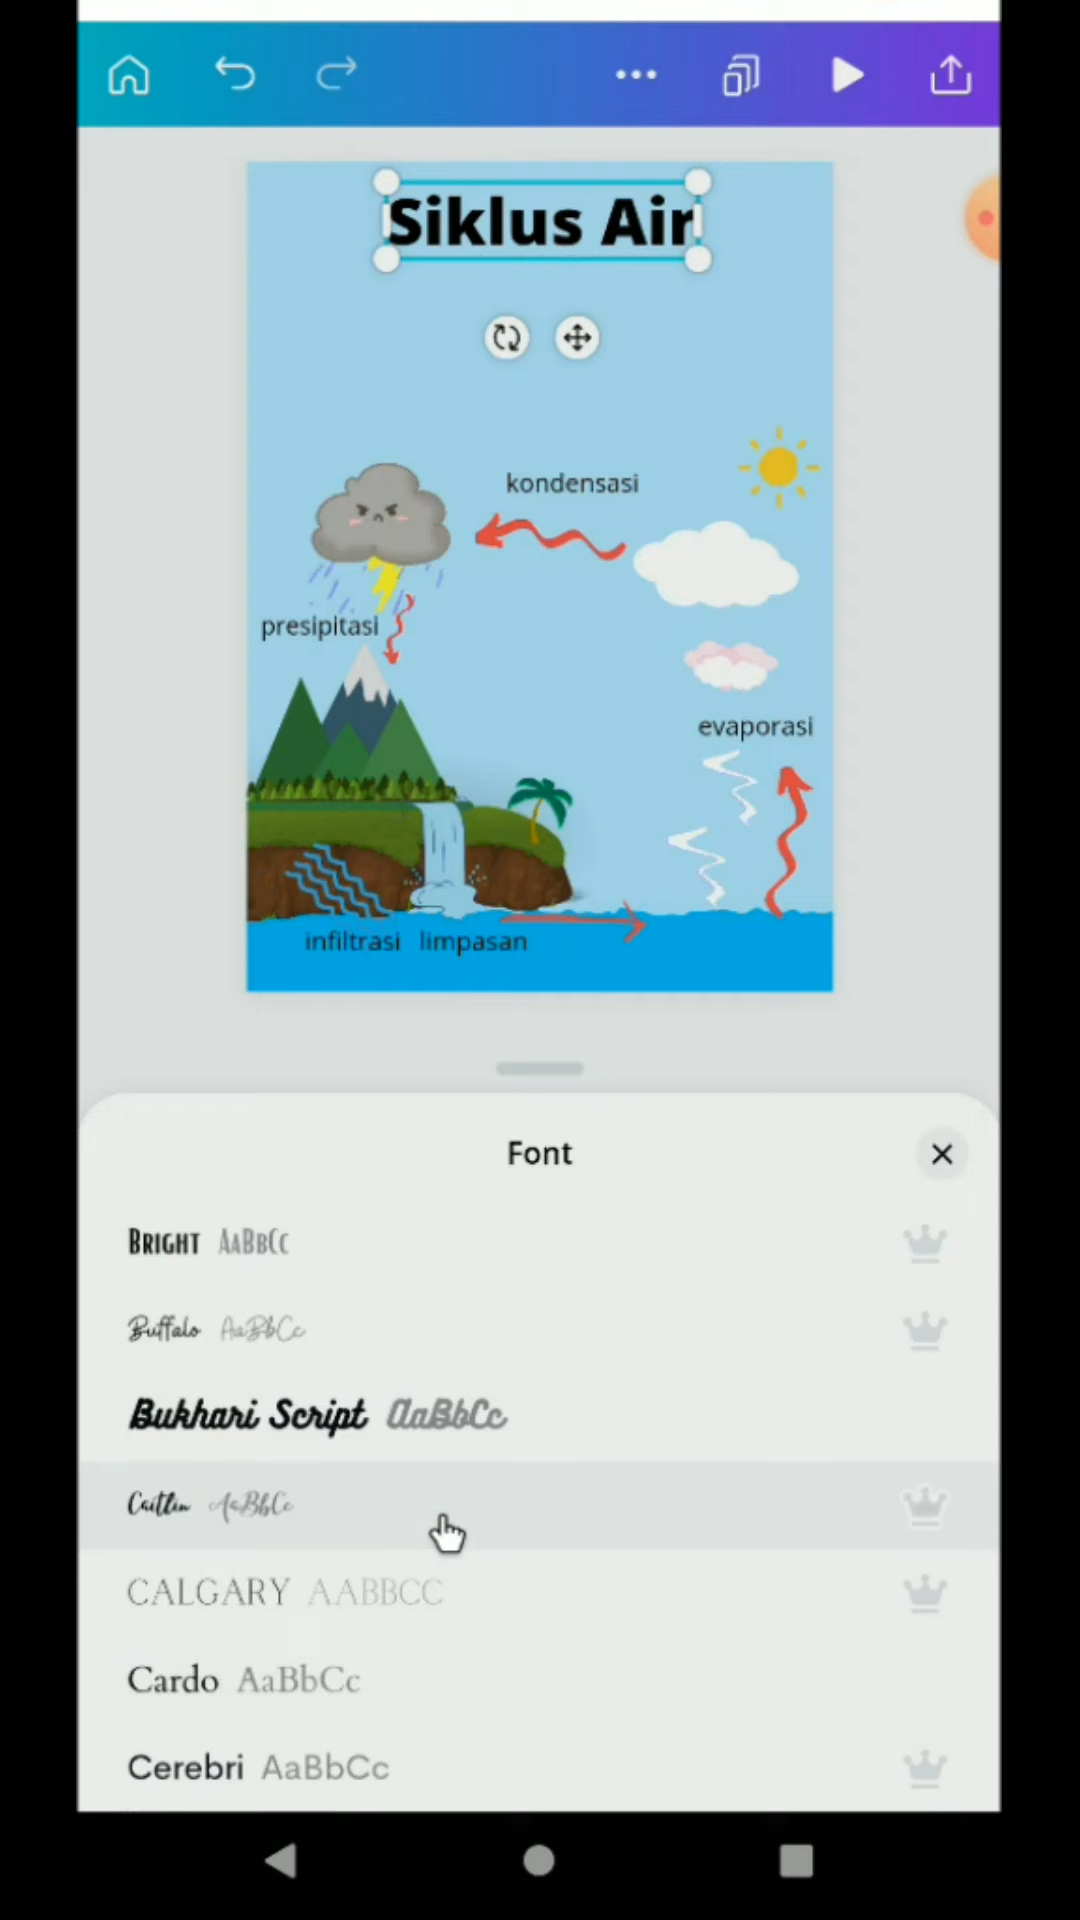 Siklus Air
kondensasi
presipitasi
evaporasi
infiltrasi limpasan
Font
BRIGHT AABBCC
Buffalo AaBbCc
Bukhari Script AaBbCc
Caitlin AaBbCc
CALGARY AABBCC
Cardo AaBbCc
Cerebri AaBbCc